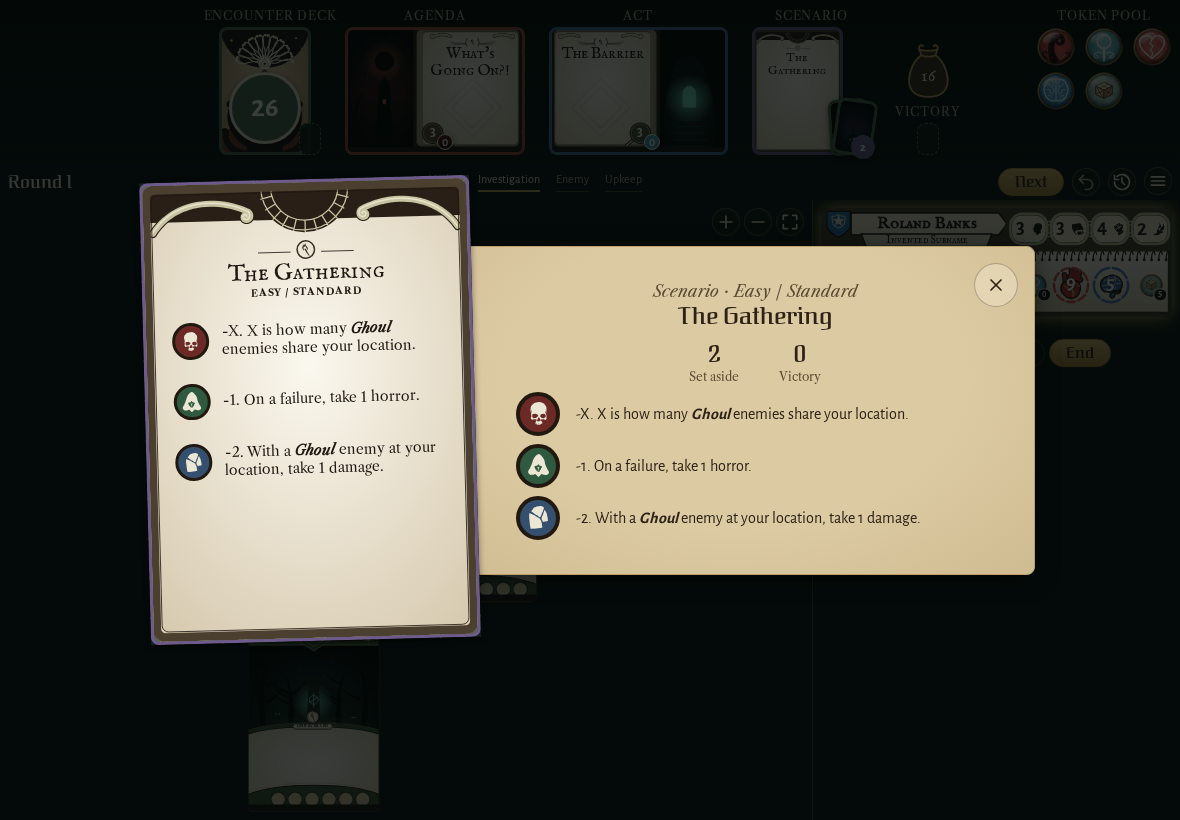 ENCOUNTER DECK
AGENDA
ACT
SCENARIO
TOKEN POOL
26
What's
Going On?!
3
0
The Barrier
3
0
The
Gathering
2
16
VICTORY
Round 1
Investigation
Enemy
Upkeep
Next
Roland Banks
Invented Surname
3
3
4
2
0
9
5
5
End
The Gathering
EASY / STANDARD
-X. X is how many Ghoul
enemies share your location.
-1. On a failure, take 1 horror.
-2. With a Ghoul enemy at your
location, take 1 damage.
Scenario · Easy / Standard
The Gathering
2
0
Set aside
Victory
-X. X is how many Ghoul enemies share your location.
-1. On a failure, take 1 horror.
-2. With a Ghoul enemy at your location, take 1 damage.